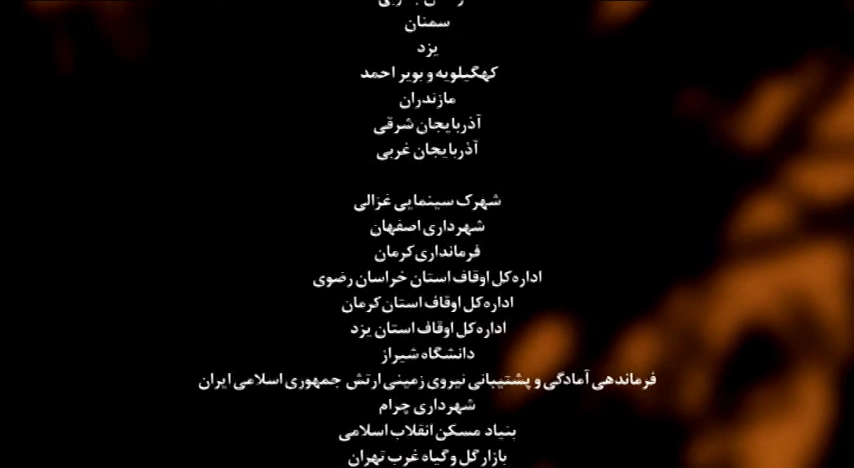 سمنان
یزد
کهگیلویه و بویر احمد
مازندران
آذربایجان شرقی
آذربایجان غربی
شهرک سینمایی غزالی
شهرداری اصفهان
فرمانداری کرمان
اداره کل اوقاف استان خراسان رضوی
اداره کل اوقاف استان کرمان
اداره کل اوقاف استان یزد
دانشگاه شیراز
فرماندهی آمادگی و پشتیبانی نیروی زمینی ارتش جمهوری اسلامی ایران
شهرداری چرام
بنیاد مسکن انقلاب اسلامی
بازار گل و گیاه غرب تهران